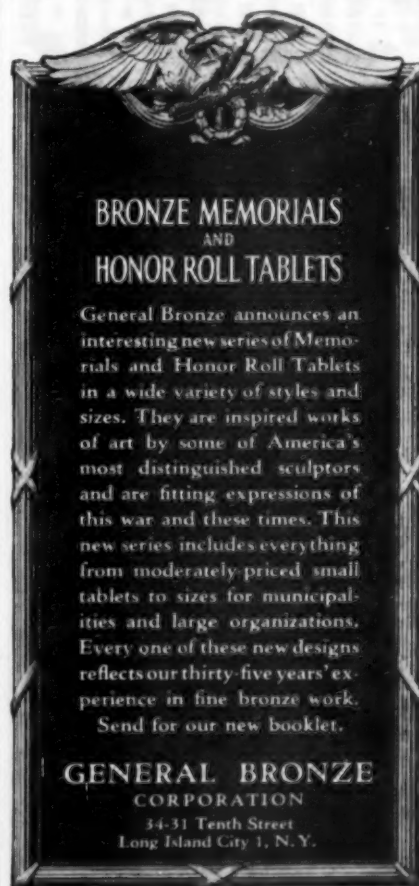 BRONZE MEMORIALS
AND
HONOR ROLL TABLETS
General Bronze announces an
interesting new series of Memo-
rials and Honor Roll Tablets
in a wide variety of styles and
sizes. They are inspired works
of art by some of America's
most distinguished sculptors
and are fitting expressions of
this war and these times. This
new series includes everything
from moderately-priced small
tablets to sizes for municipal-
ities and large organizations.
Every one of these new designs
reflects our thirty-five years' ex-
perience in fine bronze work.
Send for our new booklet.
GENERAL BRONZE
CORPORATION
34-31 Tenth Street
Long Island City 1, N. Y.